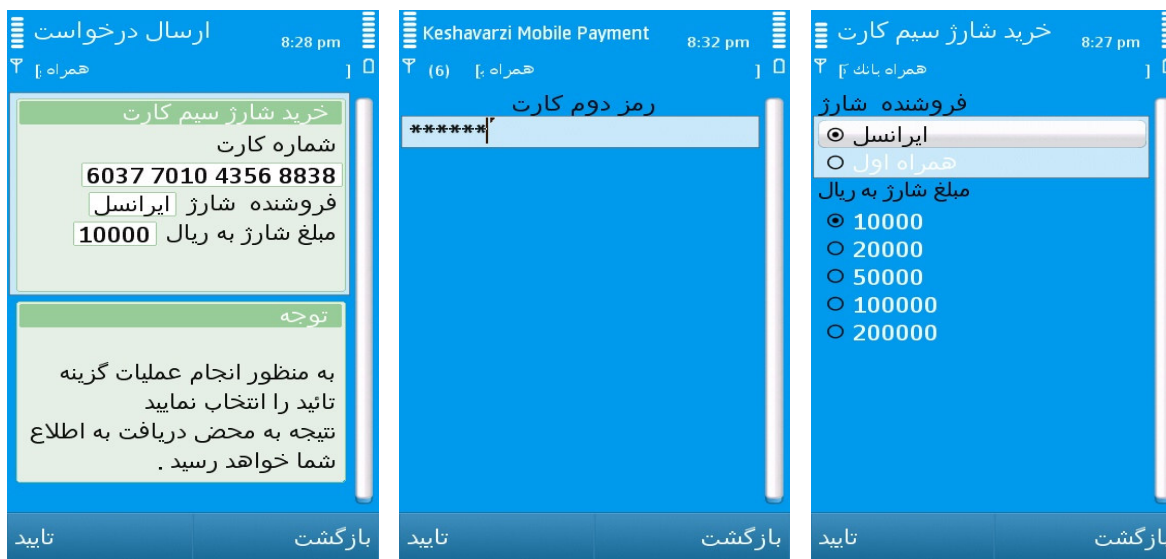 ارسال درخواست
8:28 pm
همراه
خرید شارژ سیم کارت
شماره کارت
6037 7010 4356 8838
فروشنده شارژ ایرانسل
مبلغ شارژ به ریال 10000
توجه
به منظور انجام عملیات گزینه
تائید را انتخاب نمایید
نتیجه به محض دریافت به اطلاع
شما خواهد رسید .
تایید
بازگشت
Keshavarzi Mobile Payment
8:32 pm
(6) همراه
رمز دوم کارت
******
تایید
بازگشت
خرید شارژ سیم کارت
8:27 pm
همراه بانك
فروشنده شارژ
ایرانسل
همراه اول
مبلغ شارژ به ریال
10000
20000
50000
100000
200000
تایید
بازگشت